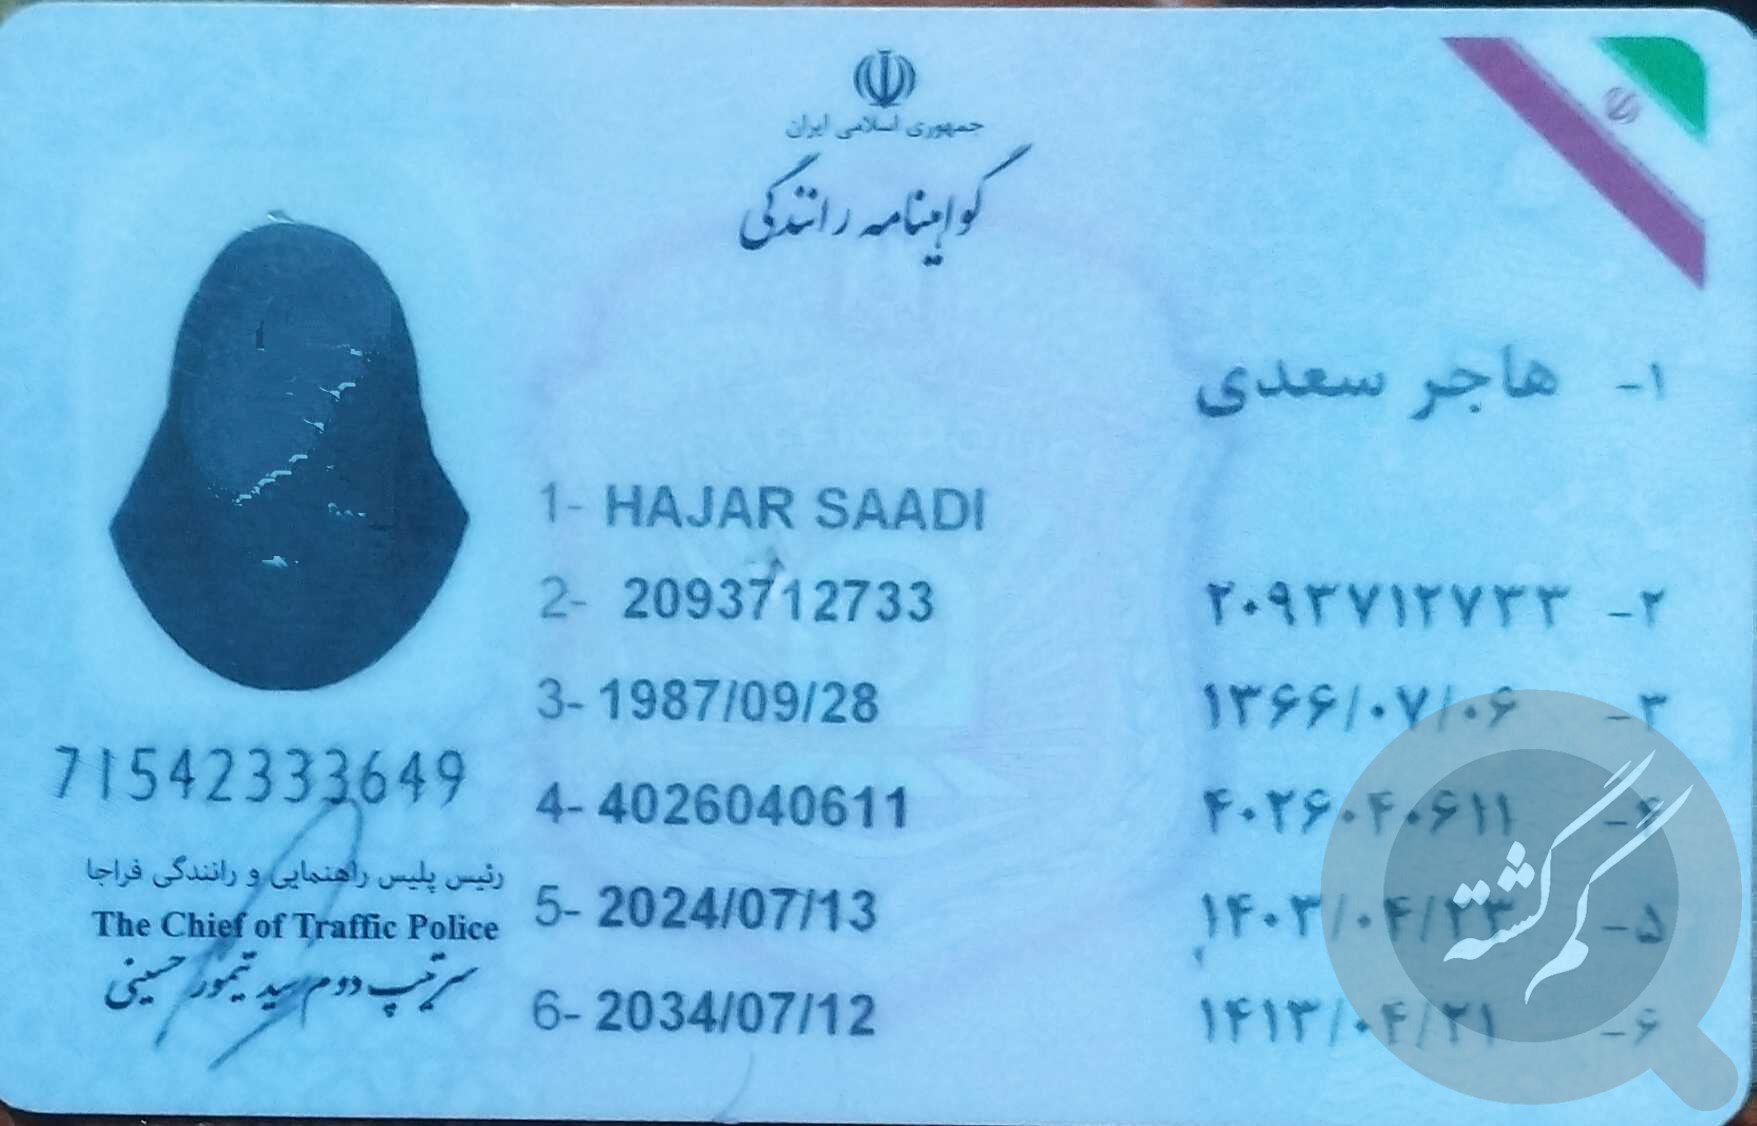 جمهوری اسلامی ایران
گواهینامه رانندگی
۱- هاجر سعدی
1- HAJAR SAADI
2- 2093712733
۲- ۲۰۹۳۷۱۲۷۳۳
3- 1987/09/28
۳- ۱۳۶۶/۰۷/۰۶
4- 4026040611
۴- ۴۰۲۶۰۴۰۶۱۱
5- 2024/07/13
۵- ۱۴۰۳/۰۴/۲۳
6- 2034/07/12
۶- ۱۴۱۳/۰۴/۲۱
71542333649
رئیس پلیس راهنمایی و رانندگی فراجا
The Chief of Traffic Police
سرتیپ دوم سید تیمور حسینی
گم گشته